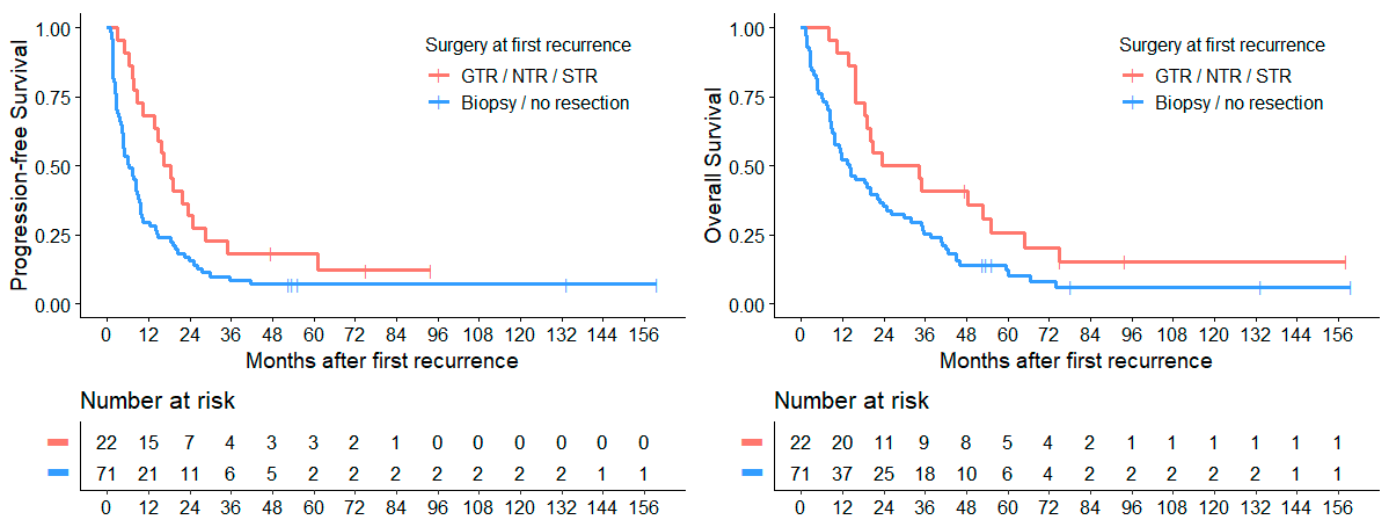 Progression-free Survival
1.00
0.75
0.50
0.25
0.00
Surgery at first recurrence
GTR / NTR / STR
Biopsy / no resection
0 12 24 36 48 60 72 84 96 108 120 132 144 156
Months after first recurrence
Number at risk
22 15 7 4 3 3 2 1 0 0 0 0 0 0
71 21 11 6 5 2 2 2 2 2 2 2 1 1
0 12 24 36 48 60 72 84 96 108 120 132 144 156
Overall Survival
1.00
0.75
0.50
0.25
0.00
Surgery at first recurrence
GTR / NTR / STR
Biopsy / no resection
0 12 24 36 48 60 72 84 96 108 120 132 144 156
Months after first recurrence
Number at risk
22 20 11 9 8 5 4 2 1 1 1 1 1 1
71 37 25 18 10 6 4 2 2 2 2 2 1 1
0 12 24 36 48 60 72 84 96 108 120 132 144 156